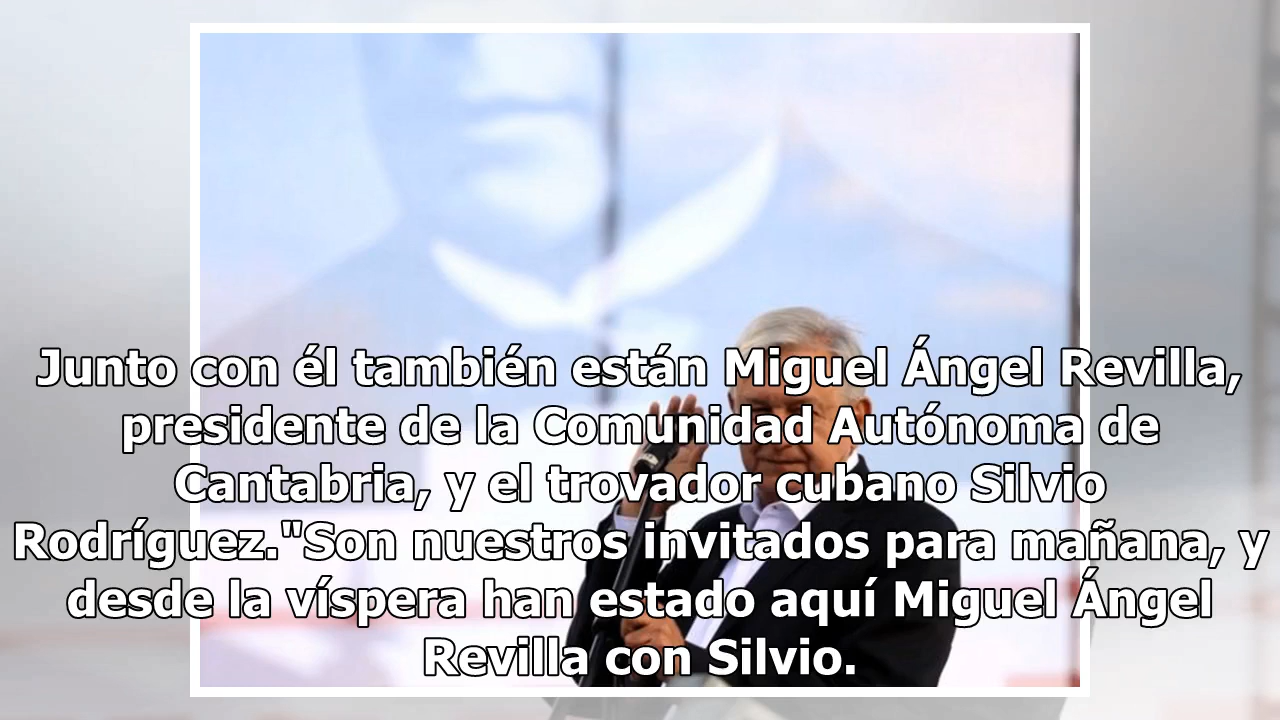 Junto con él también están Miguel Ángel Revilla,
presidente de la Comunidad Autónoma de
Cantabria, y el trovador cubano Silvio
Rodríguez."Son nuestros invitados para mañana, y
desde la víspera han estado aquí Miguel Ángel
Revilla con Silvio.